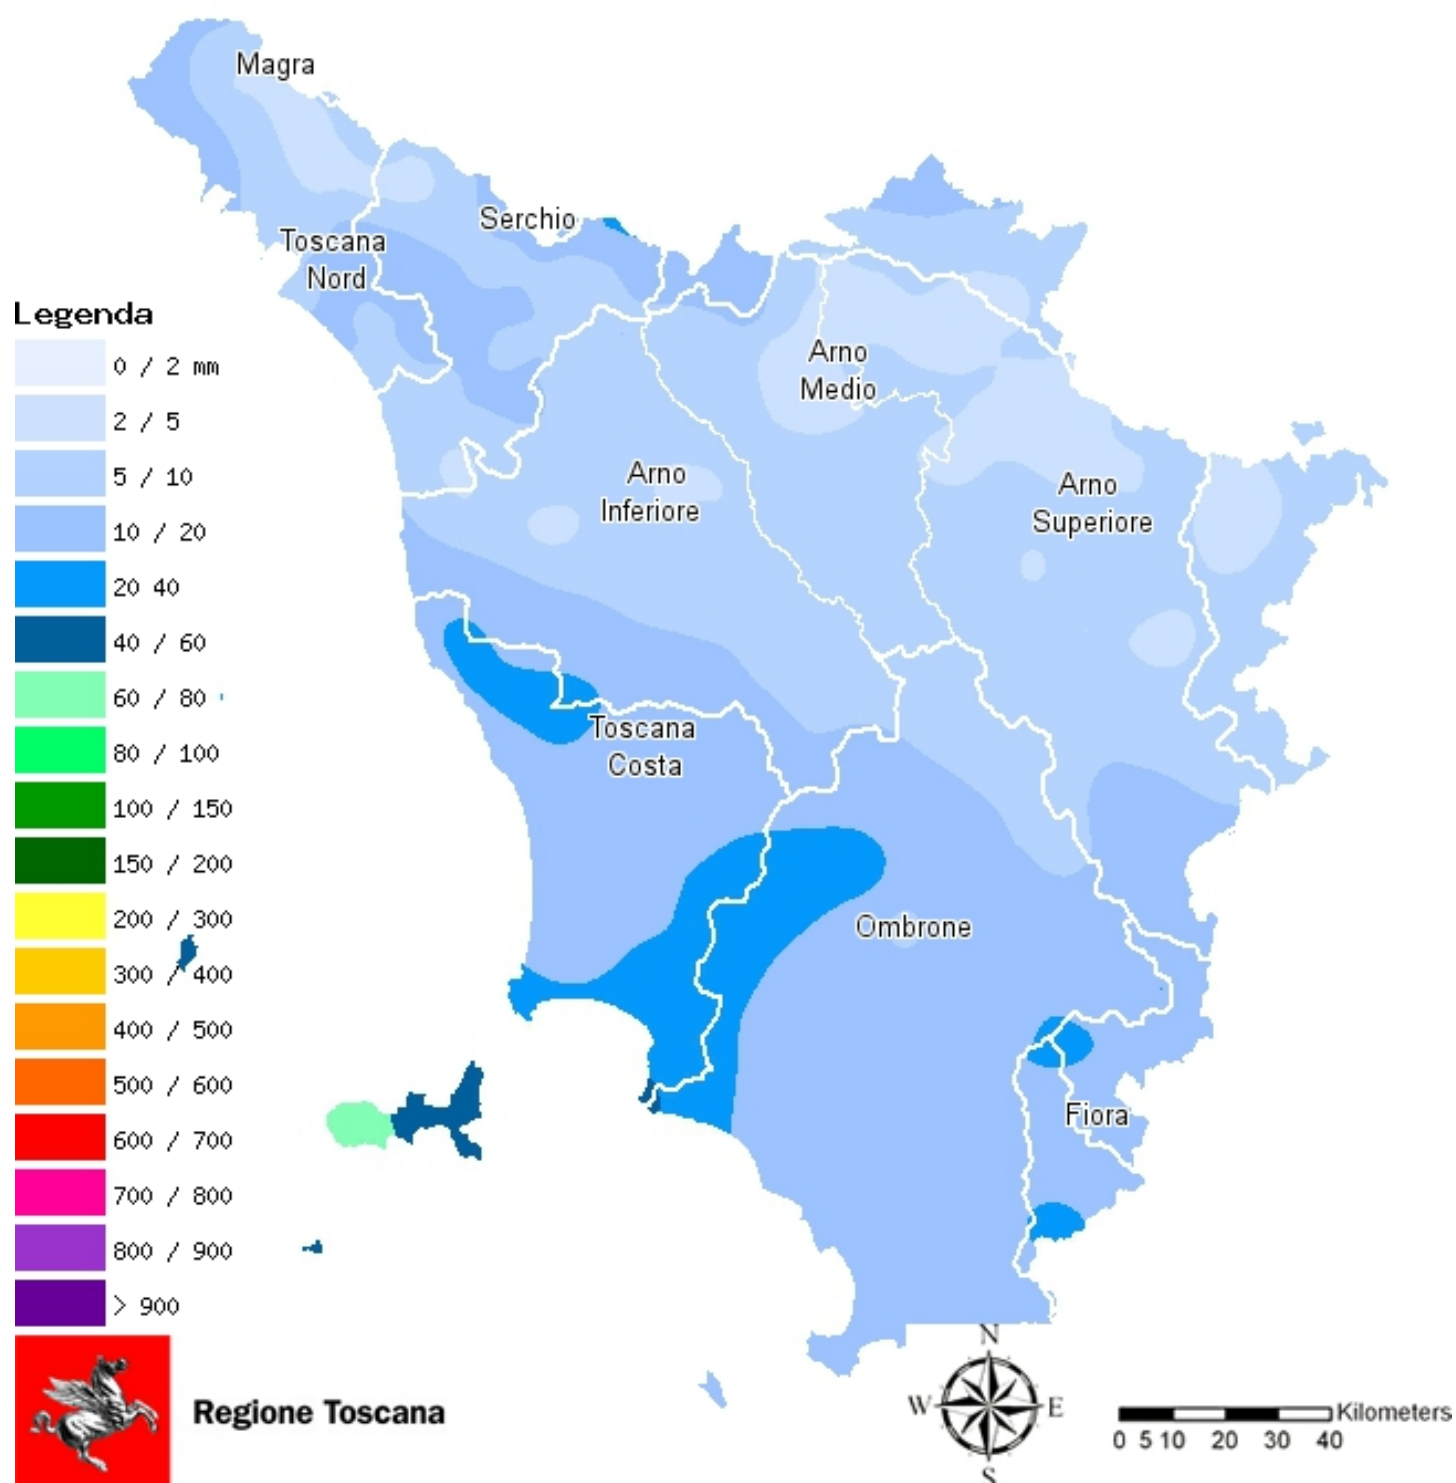 Magra
Serchio
Toscana
Nord
Legenda
0 / 2 mm
2 / 5
5 / 10
10 / 20
20 40
40 / 60
60 / 80
80 / 100
100 / 150
150 / 200
200 / 300
300 / 400
400 / 500
500 / 600
600 / 700
700 / 800
800 / 900
> 900
Arno
Medio
Arno
Inferiore
Arno
Superiore
Toscana
Costa
Ombrone
Fiora
Regione Toscana
N
W E
S
Kilometers
0 5 10 20 30 40